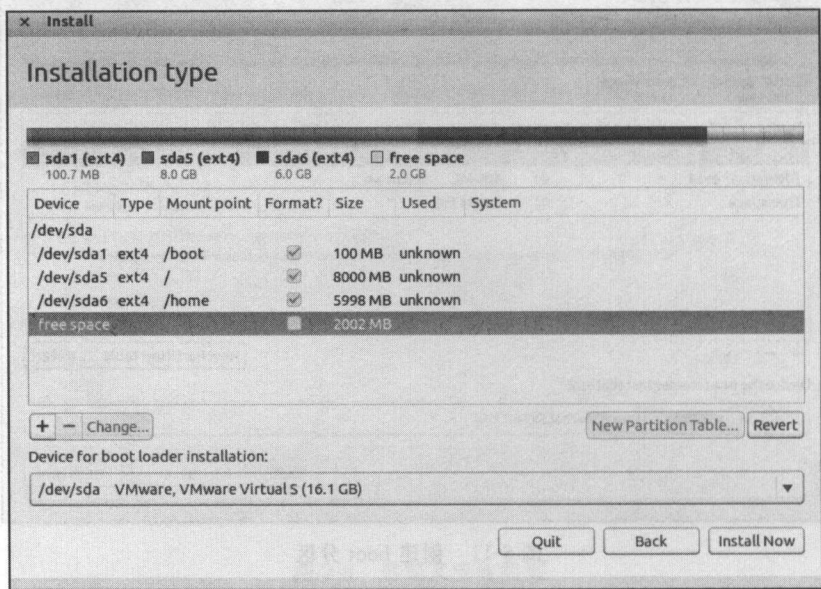 × Install
Installation type
sda1 (ext4) sda5 (ext4) sda6 (ext4) free space
100.7 MB 8.0 GB 6.0 GB 2.0 GB
Device Type Mount point Format? Size Used System
/dev/sda
/dev/sda1 ext4 /boot 100 MB unknown
/dev/sda5 ext4 / 8000 MB unknown
/dev/sda6 ext4 /home 5998 MB unknown
free space 2002 MB
+ − Change... New Partition Table... Revert
Device for boot loader installation:
/dev/sda VMware, VMware Virtual S (16.1 GB)
Quit Back Install Now